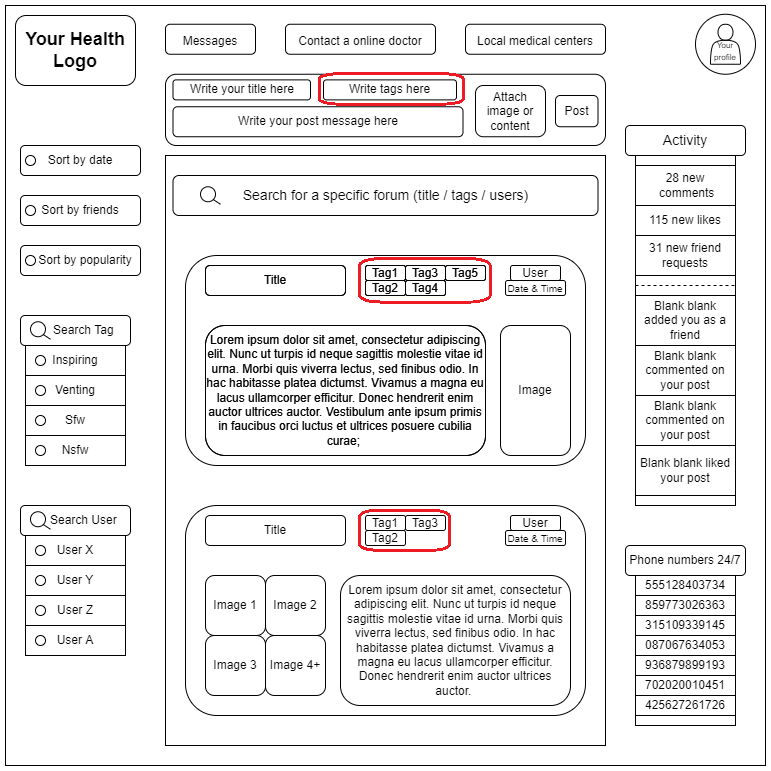 Your Health
Logo
Messages
Contact a online doctor
Local medical centers
Your
profile
Write your title here
Write tags here
Write your post message here
Attach
image or
content
Post
Sort by date
Sort by friends
Sort by popularity
Search Tag
Inspiring
Venting
Sfw
Nsfw
Search User
User X
User Y
User Z
User A
Search for a specific forum (title / tags / users)
Title
Tag1
Tag3
Tag5
Tag2
Tag4
User
Date & Time
Lorem ipsum dolor sit amet, consectetur adipiscing
elit. Nunc ut turpis id neque sagittis molestie vitae id
urna. Morbi quis viverra lectus, sed finibus odio. In
hac habitasse platea dictumst. Vivamus a magna eu
lacus ullamcorper efficitur. Donec hendrerit enim
auctor ultrices auctor. Vestibulum ante ipsum primis
in faucibus orci luctus et ultrices posuere cubilia
curae;
Image
Title
Tag1
Tag3
Tag2
User
Date & Time
Image 1
Image 2
Image 3
Image 4+
Lorem ipsum dolor sit amet, consectetur
adipiscing elit. Nunc ut turpis id neque
sagittis molestie vitae id urna. Morbi quis
viverra lectus, sed finibus odio. In hac
habitasse platea dictumst. Vivamus a
magna eu lacus ullamcorper efficitur.
Donec hendrerit enim auctor ultrices
auctor.
Activity
28 new
comments
115 new likes
31 new friend
requests
Blank blank
added you as a
friend
Blank blank
commented on
your post
Blank blank
commented on
your post
Blank blank liked
your post
Phone numbers 24/7
555128403734
859773026363
315109339145
087067634053
936879899193
702020010451
425627261726